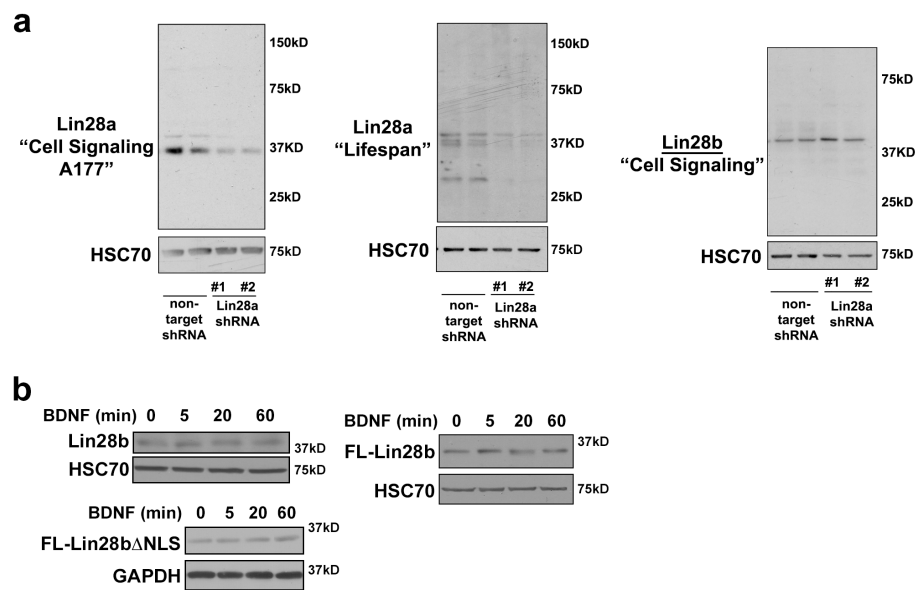 a
Lin28a
“Cell Signaling
A177”
150kD
75kD
37KD
25kD
HSC70
75kD
#1 #2
non-
target
shRNA
Lin28a
shRNA
Lin28a
“Lifespan”
150kD
75kD
37KD
25kD
HSC70
75kD
#1 #2
non-
target
shRNA
Lin28a
shRNA
Lin28b
“Cell Signaling”
75kD
37KD
25kD
HSC70
75kD
#1 #2
non-
target
shRNA
Lin28a
shRNA
b
BDNF (min) 0 5 20 60
Lin28b 37kD
HSC70 75kD
BDNF (min) 0 5 20 60
FL-Lin28b 37kD
HSC70 75kD
BDNF (min) 0 5 20 60
FL-Lin28bΔNLS 37kD
GAPDH 37kD